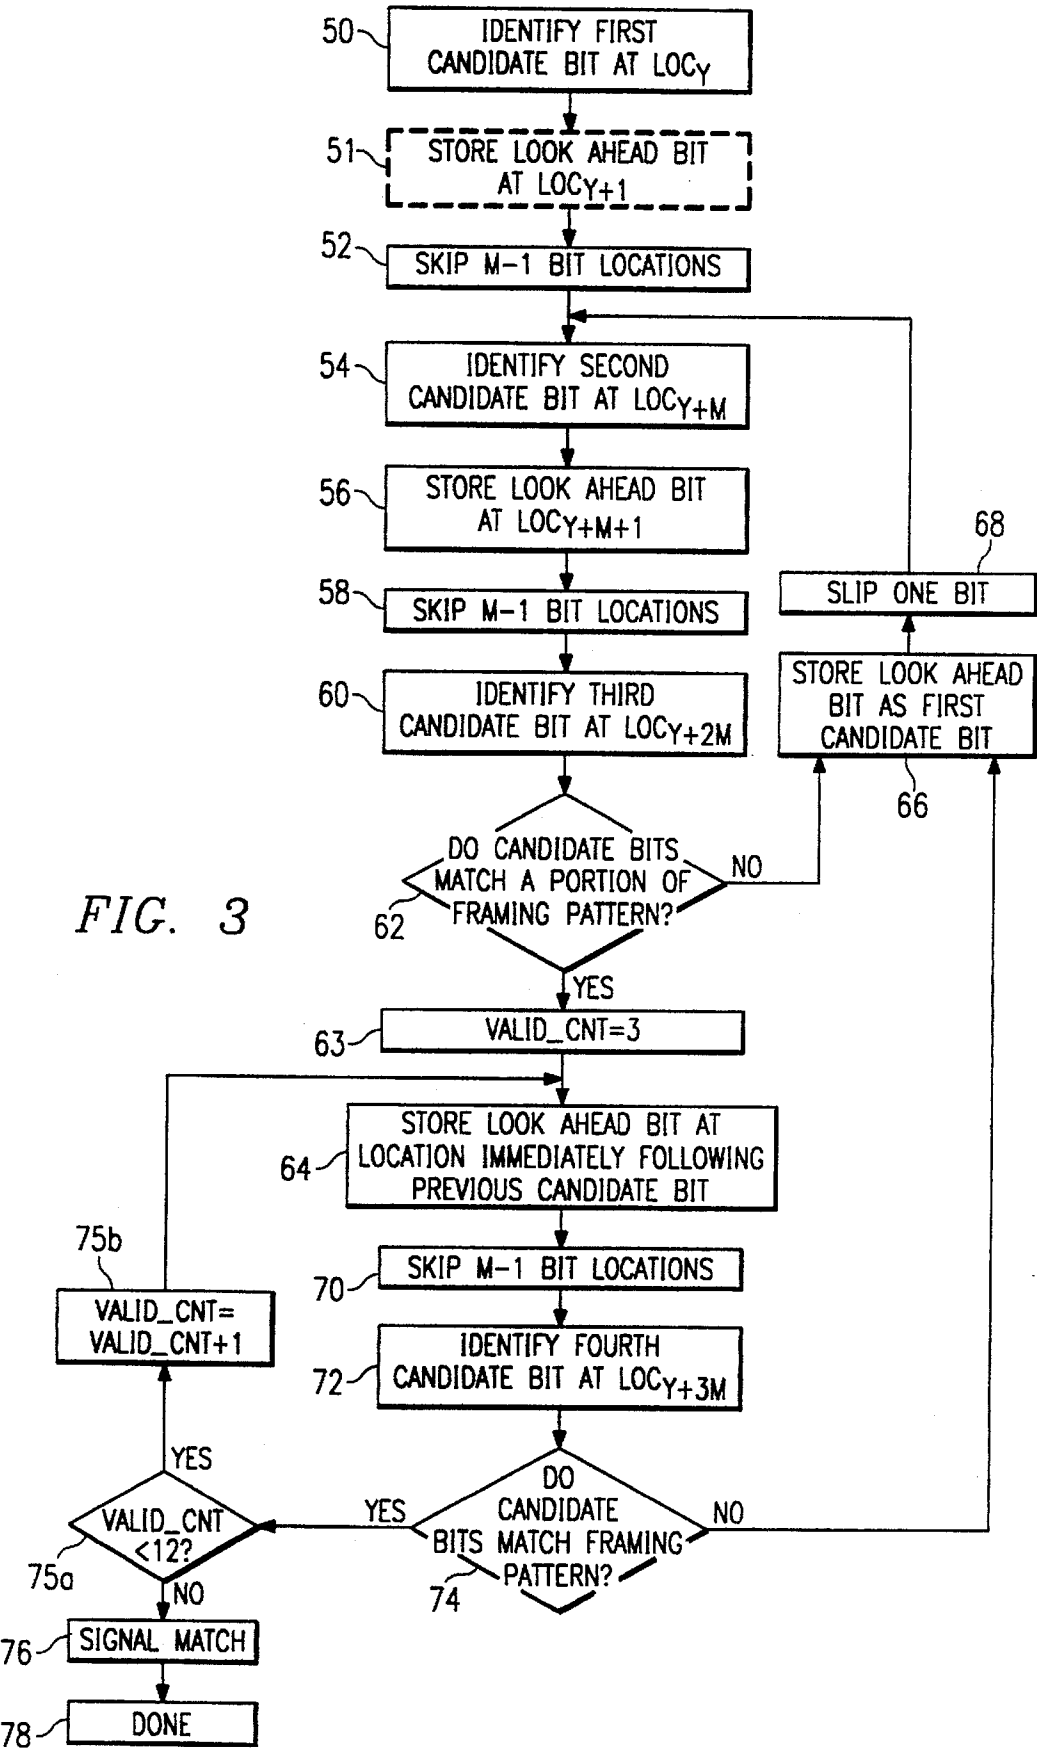 50
IDENTIFY FIRST
CANDIDATE BIT AT LOCY
51
STORE LOOK AHEAD BIT
AT LOCY+1
52
SKIP M-1 BIT LOCATIONS
54
IDENTIFY SECOND
CANDIDATE BIT AT LOCY+M
56
STORE LOOK AHEAD BIT
AT LOCY+M+1
68
SLIP ONE BIT
58
SKIP M-1 BIT LOCATIONS
60
IDENTIFY THIRD
CANDIDATE BIT AT LOCY+2M
STORE LOOK AHEAD
BIT AS FIRST
CANDIDATE BIT
66
DO CANDIDATE BITS
MATCH A PORTION OF
FRAMING PATTERN?
NO
62
FIG. 3
YES
63
VALID_CNT=3
64
STORE LOOK AHEAD BIT AT
LOCATION IMMEDIATELY FOLLOWING
PREVIOUS CANDIDATE BIT
75b
VALID_CNT=
VALID_CNT+1
70
SKIP M-1 BIT LOCATIONS
72
IDENTIFY FOURTH
CANDIDATE BIT AT LOCY+3M
YES
DO
CANDIDATE
BITS MATCH FRAMING
PATTERN?
YES
NO
74
VALID_CNT
<12?
75a
NO
76
SIGNAL MATCH
78
DONE